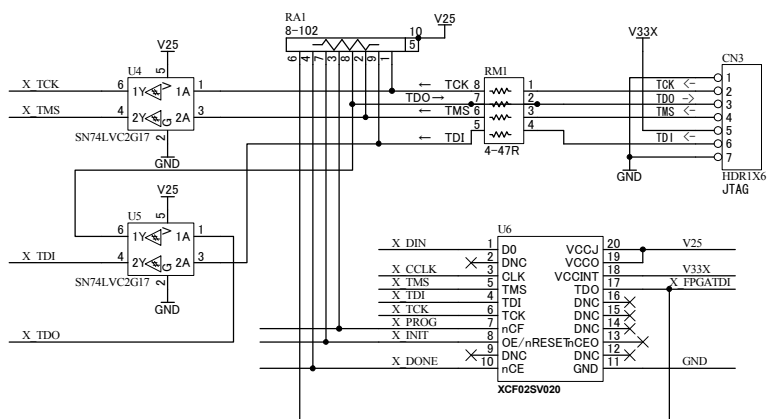 RA1
8-102
10
5
V25
6 4 7 3 8 2 9 1
V25
U4
5
X_TCK 6 1Y V 1A 1
X_TMS 4 2Y G 2A 3
2
SN74LVC2G17
GND
V25
U5
5
6 1Y V 1A 1
X_TDI 4 2Y G 2A 3
2
SN74LVC2G17
GND
X_TDO
RM1
← TCK 8 1 TCK <-
TDO → 7 2 TDO ->
← TMS 6 3 TMS <-
← TDI 5 4 TDI <-
4-47R
V33X
CN3
1
2
3
4
5
6
7
GND
HDR1X6
JTAG
U6
X_DIN 1 D0 VCCJ 20 V25
2 DNC VCCO 19
X_CCLK 3 CLK VCCINT 18 V33X
X_TMS 5 TMS TDO 17 X_FPGATDI
X_TDI 4 TDI DNC 16
X_TCK 6 TCK DNC 15
X_PROG 7 nCF DNC 14
X_INIT 8 OE/nRESET nCEO 13
9 DNC DNC 12
X_DONE 10 nCE GND 11 GND
XCF02SV020